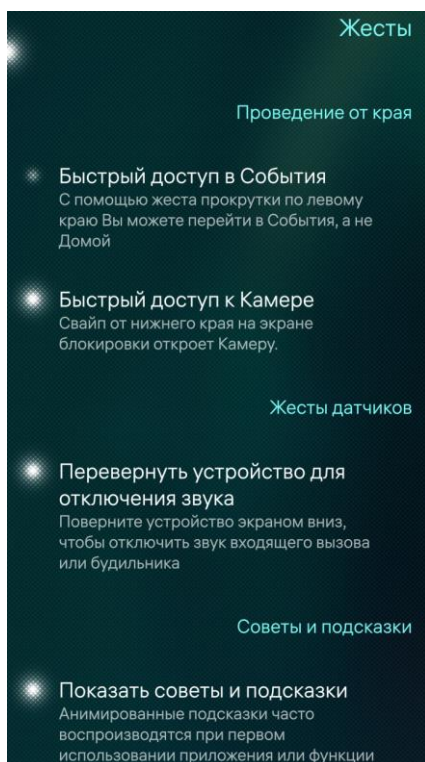 Жесты
Проведение от края
Быстрый доступ в События
С помощью жеста прокрутки по левому
краю Вы можете перейти в События, а не
Домой
Быстрый доступ к Камере
Свайп от нижнего края на экране
блокировки откроет Камеру.
Жесты датчиков
Перевернуть устройство для
отключения звука
Поверните устройство экраном вниз,
чтобы отключить звук входящего вызова
или будильника
Советы и подсказки
Показать советы и подсказки
Анимированные подсказки часто
воспроизводятся при первом
использовании приложения или функции